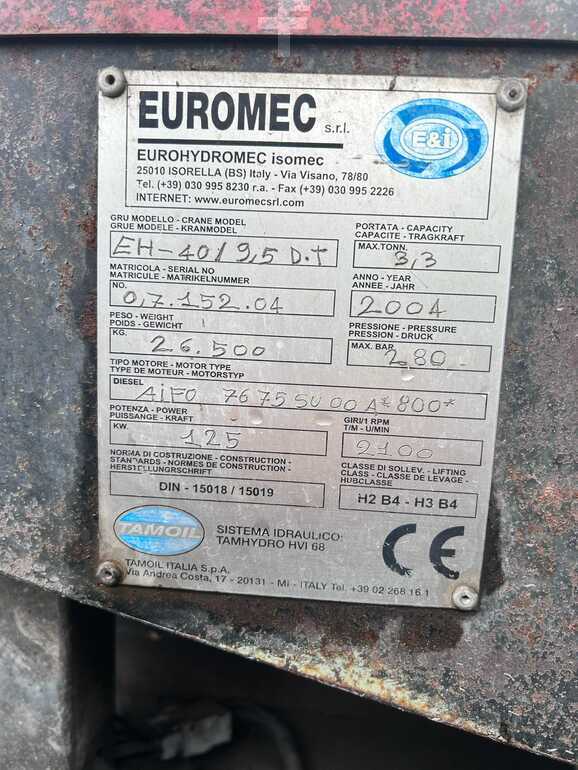 EUROMEC s.r.l.
E&i
EUROHYDROMEC isomec
25010 ISORELLA (BS) Italy - Via Visano, 78/80
Tel. (+39) 030 995 8230 r.a. - Fax (+39) 030 995 2226
INTERNET: www.euromecsrl.com
GRU MODELLO - CRANE MODEL
GRUE MODELE - KRANMODEL
EH-401 9,5 D.T
PORTATA - CAPACITY
CAPACITE - TRAGKRAFT
MAX.TONN. 3,3
MATRICOLA - SERIAL NO
MATRICULE - MATRIKELNUMMER
NO. 0,7.152.04
ANNO - YEAR
ANNEE - JAHR
2004
PESO - WEIGHT
POIDS - GEWICHT
KG. 26.500
PRESSIONE - PRESSURE
PRESSION - DRUCK
MAX. BAR 280
TIPO MOTORE - MOTOR TYPE
TYPE DE MOTEUR - MOTORSTYP
DIESEL AIFO 7675 SU 00 A*800*
POTENZA - POWER
PUISSANGE - KRAFT
KW. 125
GIRI/1 RPM
T/M - U/MIN
2100
NORMA DI COSTRUZIONE - CONSTRUCTION -
STANDARDS - NORMES DE CONSTRUCTION -
HERSTELLUNGSCHRIFT
DIN - 15018 / 15019
CLASSE DI SOLLEV. - LIFTING
CLASS - CLASSE DE LEVAGE -
HUBCLASSE
H2 B4 - H3 B4
TAMOIL
SISTEMA IDRAULICO:
TAMHYDRO HVI 68
CE
TAMOIL ITALIA S.p.A.
Via Andrea Costa, 17 - 20131 - Mi - ITALY Tel. +39 02 268 16.1